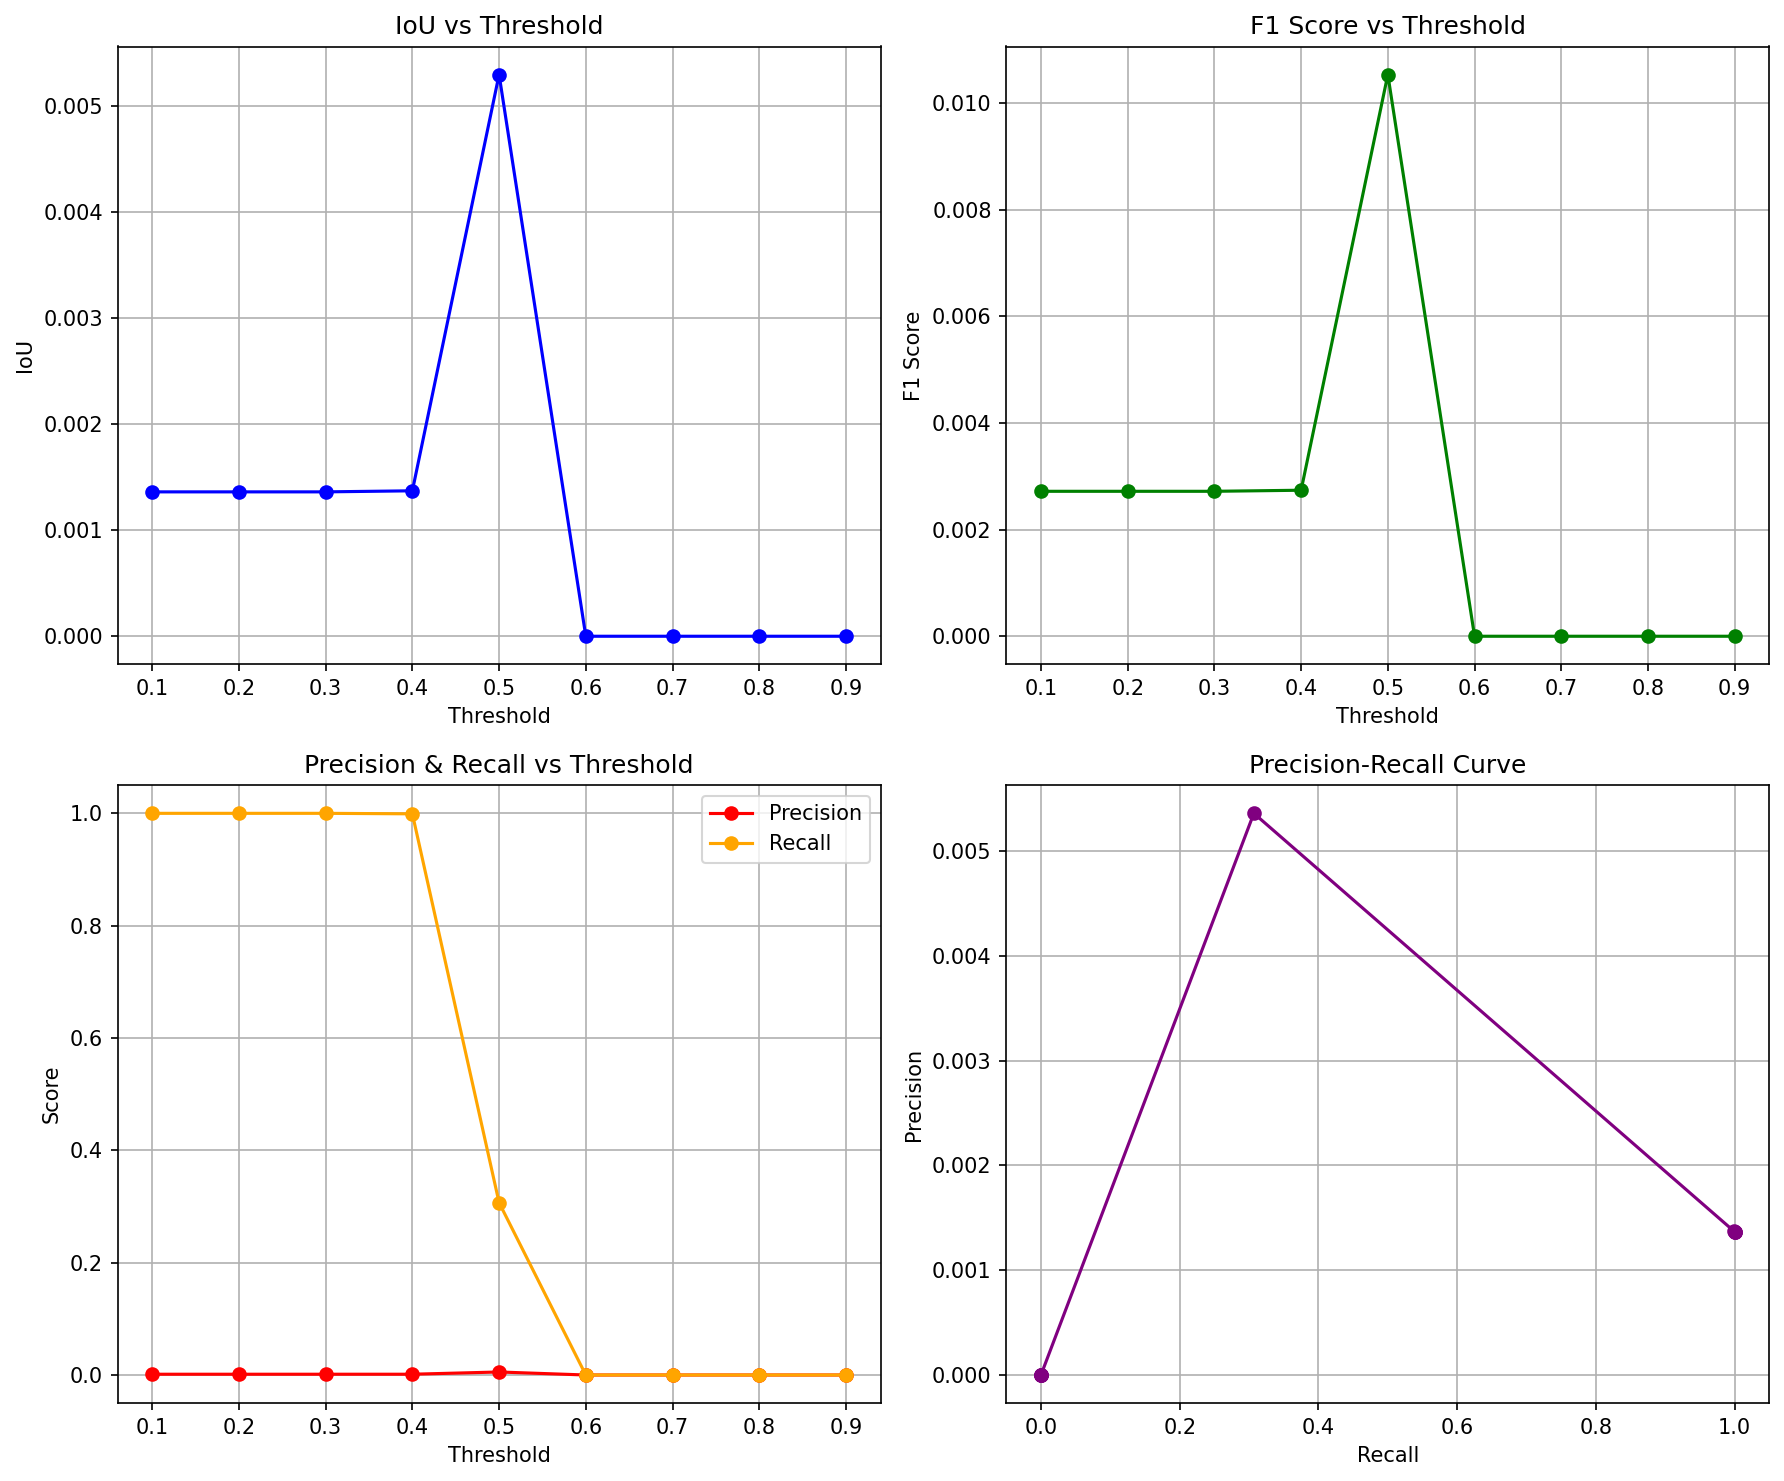 IoU vs Threshold
IoU
0.005
0.004
0.003
0.002
0.001
0.000
0.1 0.2 0.3 0.4 0.5 0.6 0.7 0.8 0.9
Threshold
F1 Score vs Threshold
F1 Score
0.010
0.008
0.006
0.004
0.002
0.000
0.1 0.2 0.3 0.4 0.5 0.6 0.7 0.8 0.9
Threshold
Precision & Recall vs Threshold
Precision
Recall
Score
1.0
0.8
0.6
0.4
0.2
0.0
0.1 0.2 0.3 0.4 0.5 0.6 0.7 0.8 0.9
Threshold
Precision-Recall Curve
Precision
0.005
0.004
0.003
0.002
0.001
0.000
0.0 0.2 0.4 0.6 0.8 1.0
Recall